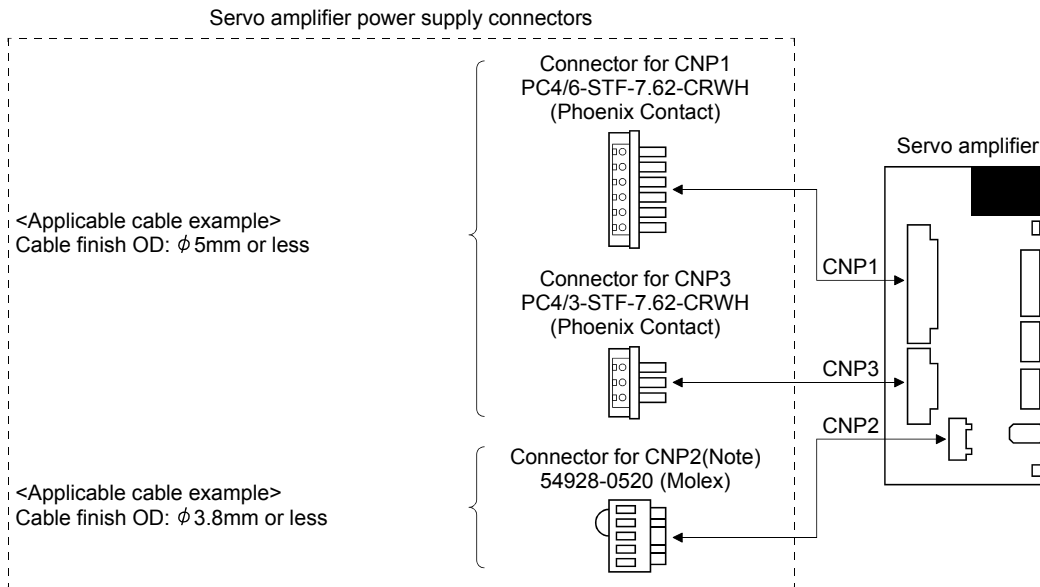 Servo amplifier power supply connectors
Connector for CNP1
PC4/6-STF-7.62-CRWH
(Phoenix Contact)
Servo amplifier
<Applicable cable example>
Cable finish OD: φ5mm or less
CNP1
Connector for CNP3
PC4/3-STF-7.62-CRWH
(Phoenix Contact)
CNP3
CNP2
Connector for CNP2(Note)
54928-0520 (Molex)
<Applicable cable example>
Cable finish OD: φ3.8mm or less